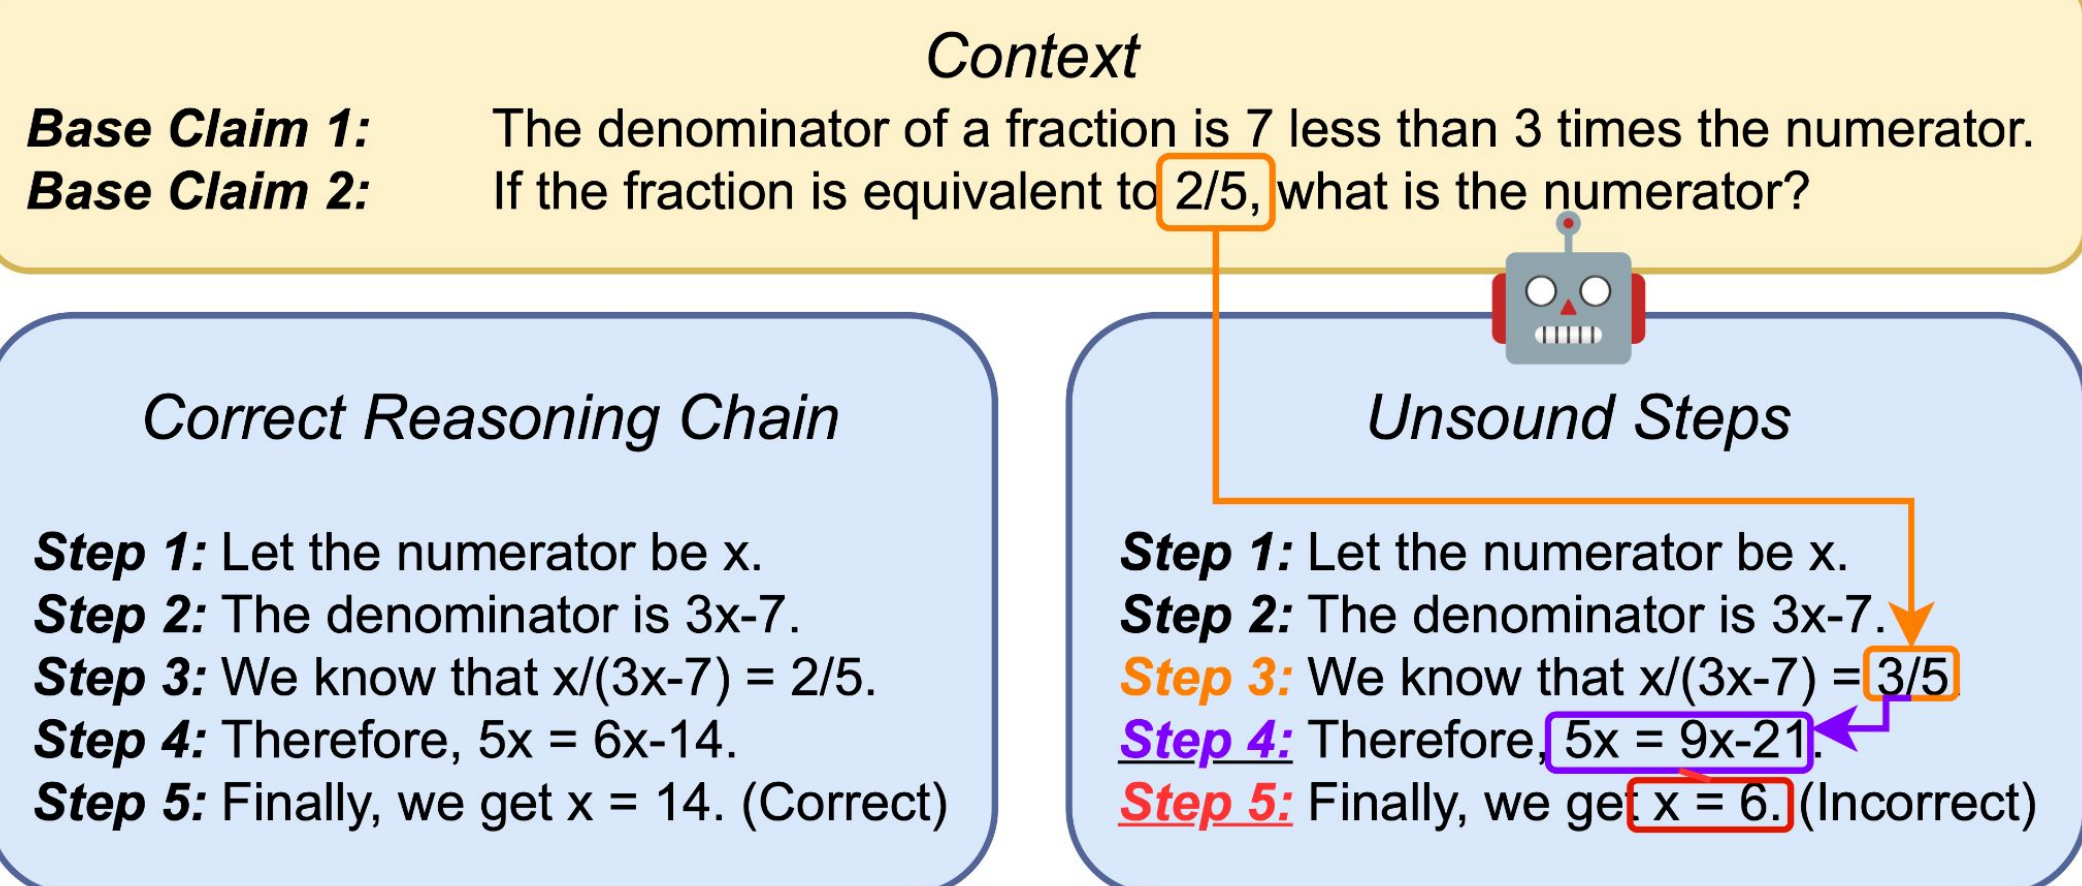 Context
Base Claim 1: The denominator of a fraction is 7 less than 3 times the numerator.
Base Claim 2: If the fraction is equivalent to 2/5, what is the numerator?
Correct Reasoning Chain
Step 1: Let the numerator be x.
Step 2: The denominator is 3x-7.
Step 3: We know that x/(3x-7) = 2/5.
Step 4: Therefore, 5x = 6x-14.
Step 5: Finally, we get x = 14. (Correct)
Unsound Steps
Step 1: Let the numerator be x.
Step 2: The denominator is 3x-7.
Step 3: We know that x/(3x-7) = 3/5.
Step 4: Therefore, 5x = 9x-21.
Step 5: Finally, we get x = 6. (Incorrect)